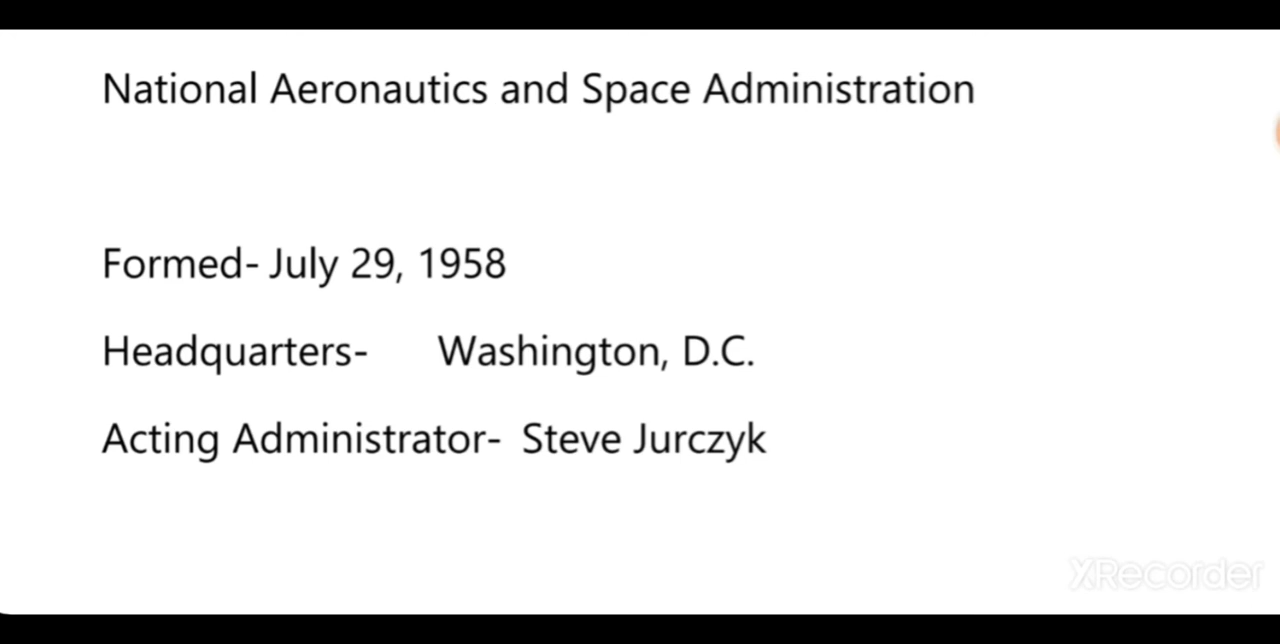 National Aeronautics and Space Administration
Formed- July 29, 1958
Headquarters- Washington, D.C.
Acting Administrator- Steve Jurczyk
XRecorder